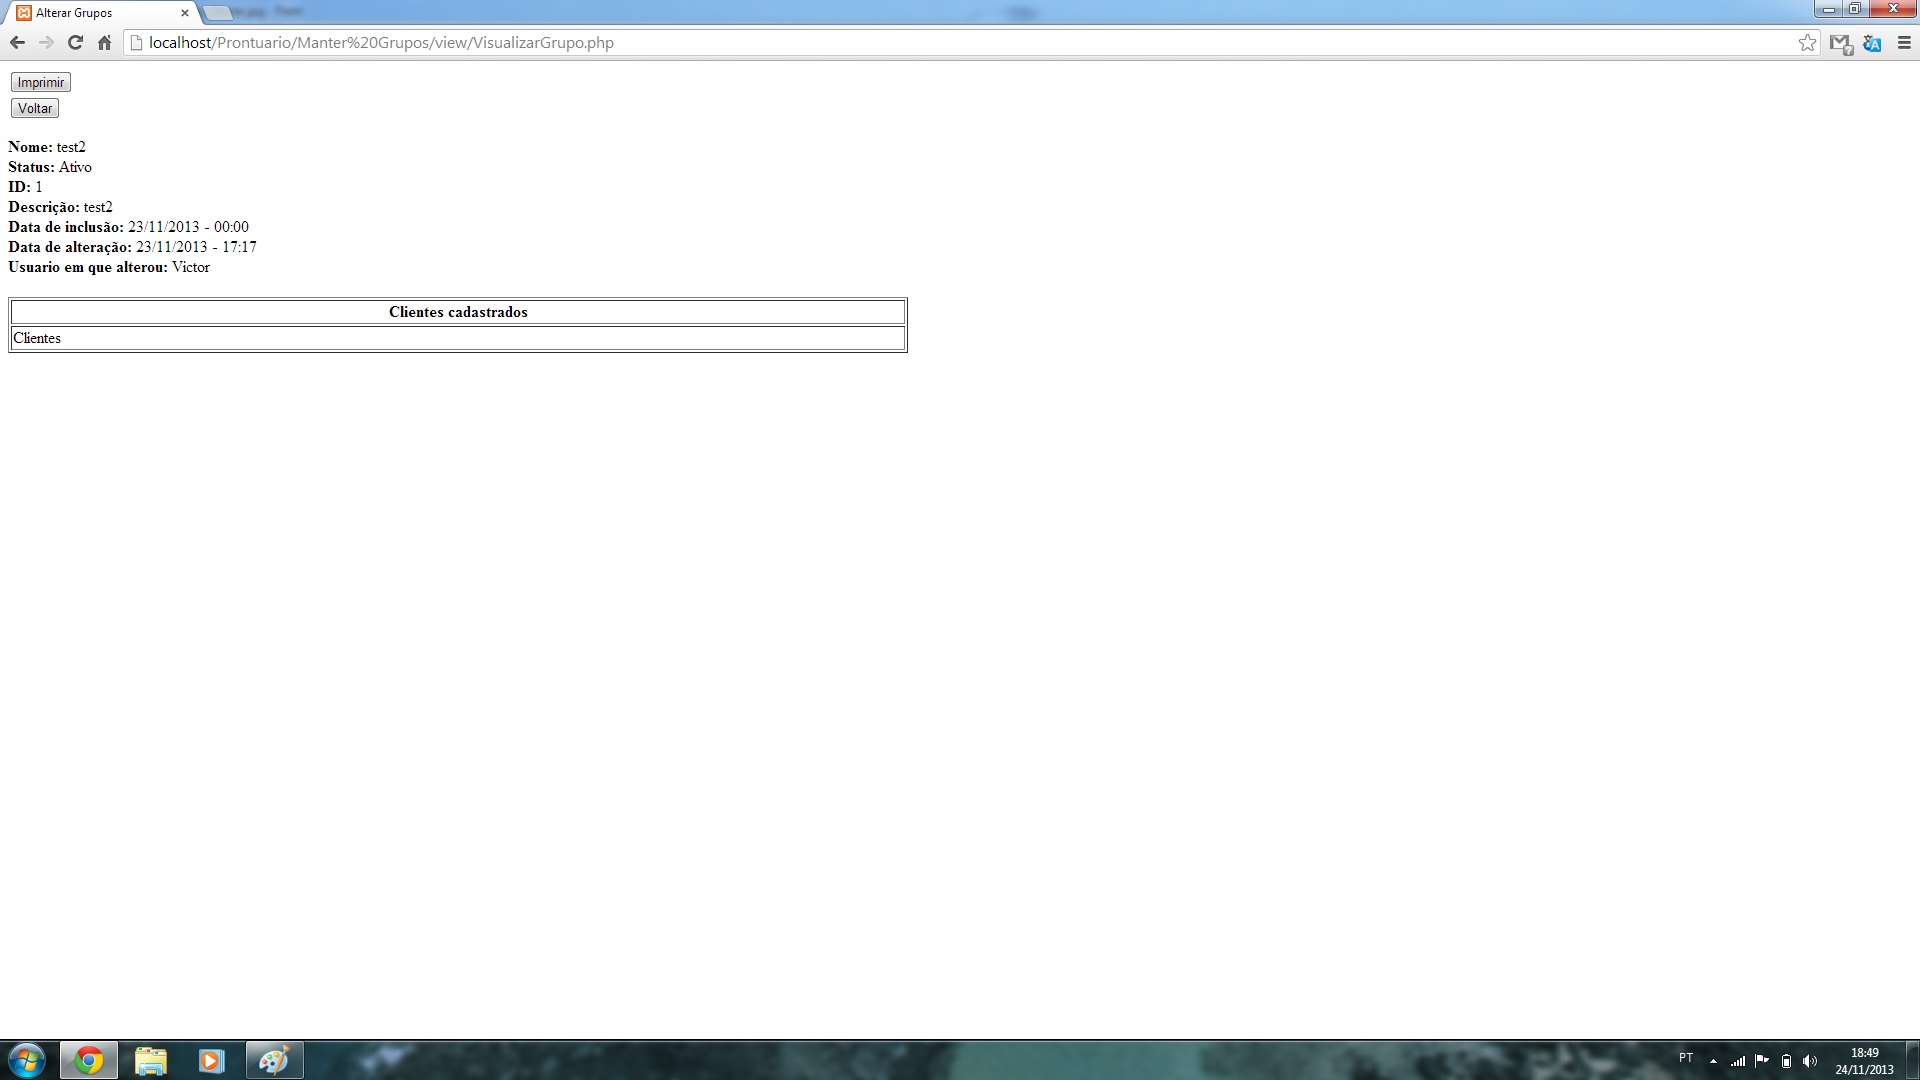 Alterar Grupos
localhost/Prontuario/Manter%20Grupos/view/VisualizarGrupo.php
Imprimir
Voltar
Nome: test2
Status: Ativo
ID: 1
Descrição: test2
Data de inclusão: 23/11/2013 - 00:00
Data de alteração: 23/11/2013 - 17:17
Usuario em que alterou: Victor
Clientes cadastrados
Clientes
PT
18:49
24/11/2013